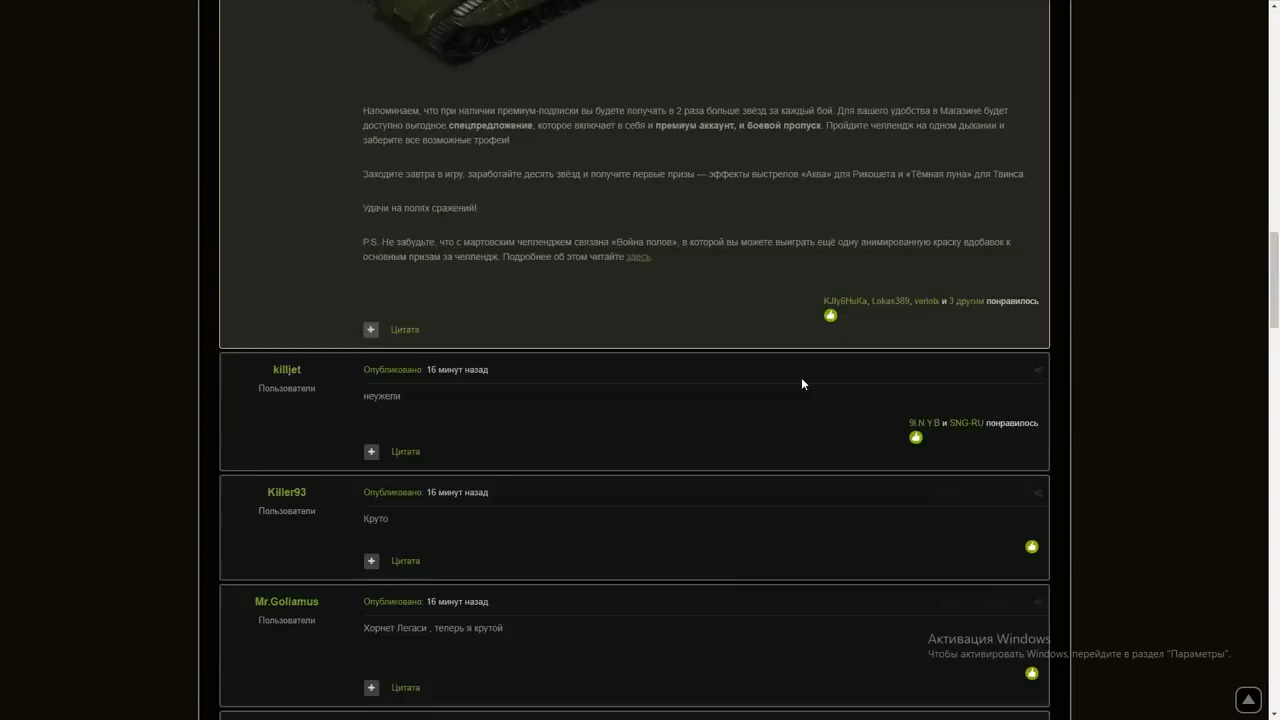 Напоминаем, что при наличии премиум-подписки вы будете получать в 2 раза больше звёзд за каждый бой. Для вашего удобства в Магазине будет
доступно выгодное спецпредложение, которое включает в себя и премиум аккаунт, и боевой пропуск. Пройдите челлендж на одном дыхании и
заберите все возможные трофеи!
Заходите завтра в игру, заработайте десять звёзд и получите первые призы — эффекты выстрелов «Аква» для Рикошета и «Тёмная луна» для Твинса.
Удачи на полях сражений!
P.S. Не забудьте, что с мартовским челленджем связана «Война полов», в которой вы можете выиграть ещё одну анимированную краску вдобавок к
основным призам за челлендж. Подробнее об этом читайте здесь.
KJIy6HuKa, Lokas389, veriolx и 3 другим понравилось
Цитата
killjet
Пользователи
Опубликовано: 16 минут назад
неужели
9I.N Y B и SNG-RU понравилось
Цитата
Killer93
Пользователи
Опубликовано: 16 минут назад
Круто
Цитата
Mr.Goliamus
Пользователи
Опубликовано: 16 минут назад
Хорнет Легаси , теперь я крутой
Цитата
Активация Windows
Чтобы активировать Windows, перейдите в раздел "Параметры".